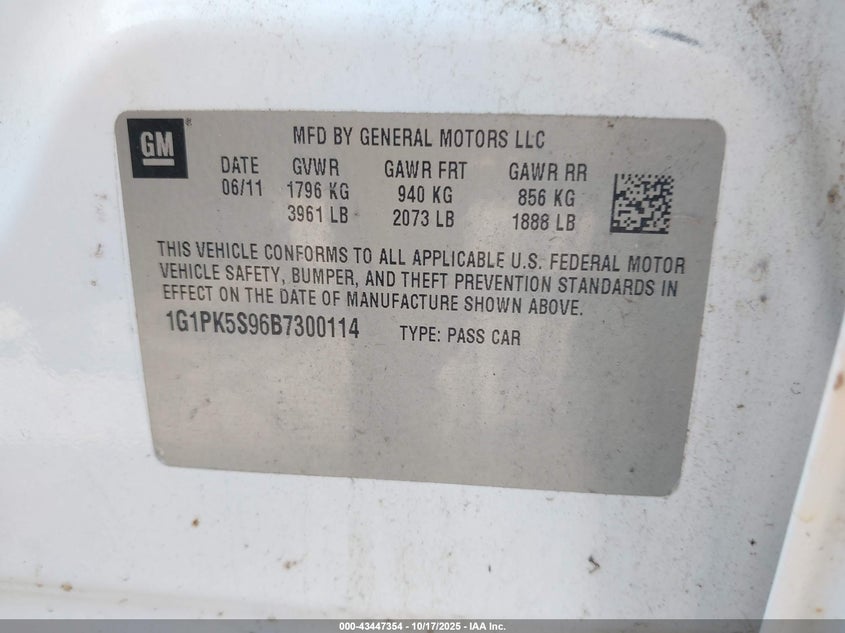 GM®
MFD BY GENERAL MOTORS LLC
DATE GVWR GAWR FRT GAWR RR
06/11 1796 KG 940 KG 856 KG
3961 LB 2073 LB 1888 LB
THIS VEHICLE CONFORMS TO ALL APPLICABLE U.S. FEDERAL MOTOR
VEHICLE SAFETY, BUMPER, AND THEFT PREVENTION STANDARDS IN
EFFECT ON THE DATE OF MANUFACTURE SHOWN ABOVE.
1G1PK5S96B7300114 TYPE: PASS CAR
000-43447354 | 10/17/2025 - IAA Inc.